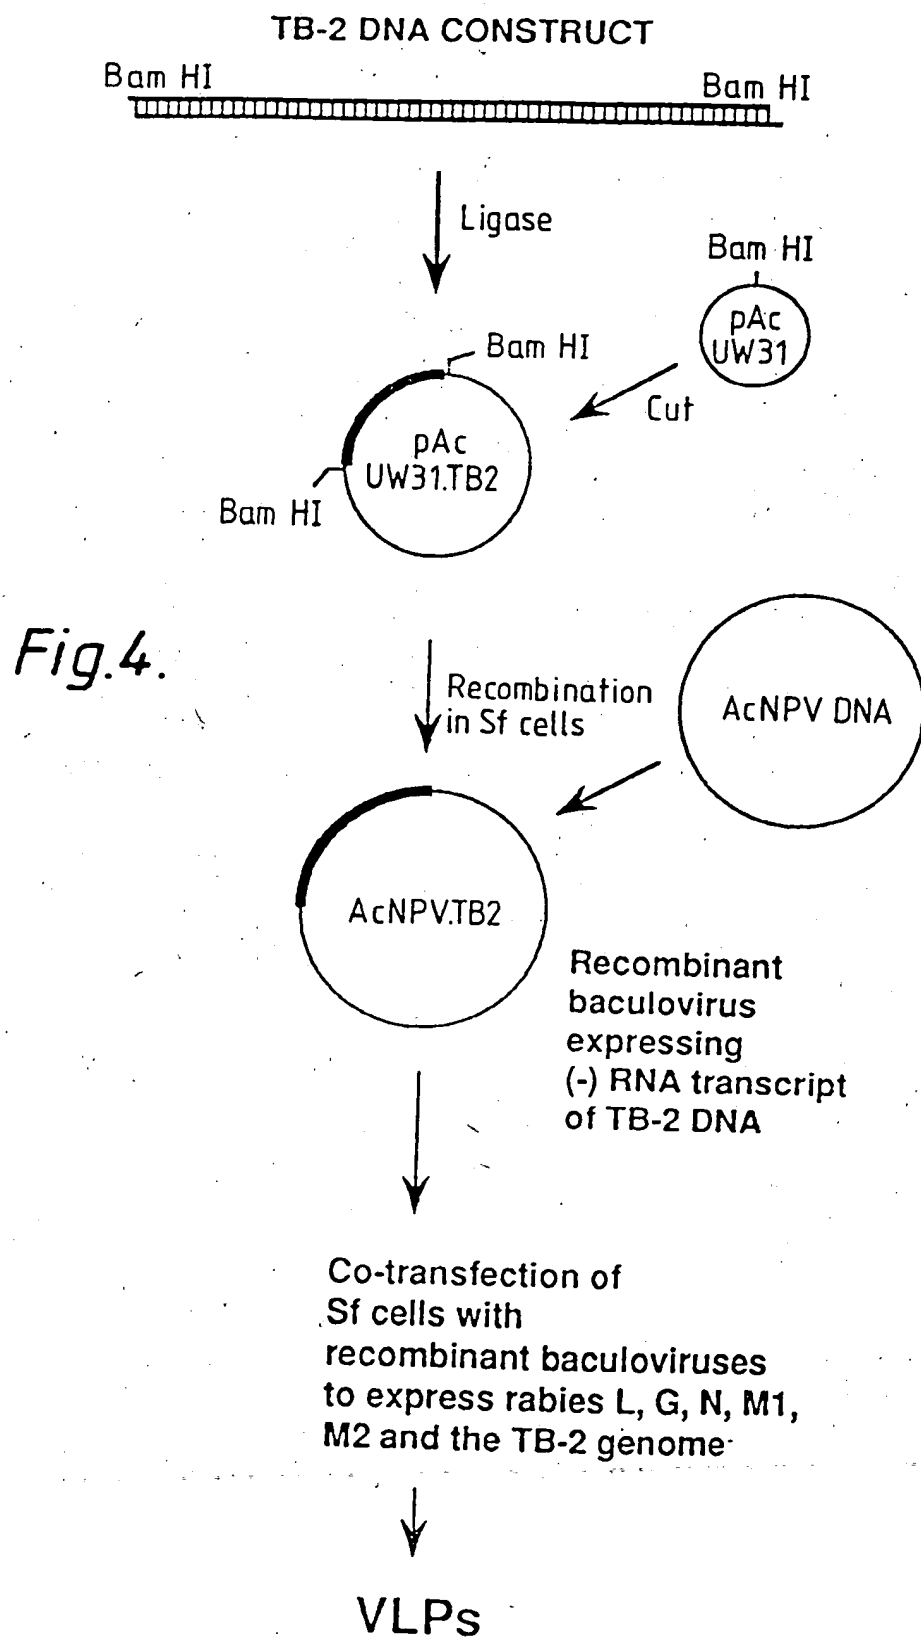 TB-2 DNA CONSTRUCT
Bam HI
Bam HI
Ligase
Bam HI
pAc
UW31
Bam HI
Cut
pAc
UW31.TB2
Bam HI
Fig.4.
Recombination
in Sf cells
AcNPV DNA
AcNPV.TB2
Recombinant
baculovirus
expressing
(-) RNA transcript
of TB-2 DNA
Co-transfection of
Sf cells with
recombinant baculoviruses
to express rabies L, G, N, M1,
M2 and the TB-2 genome
VLPs